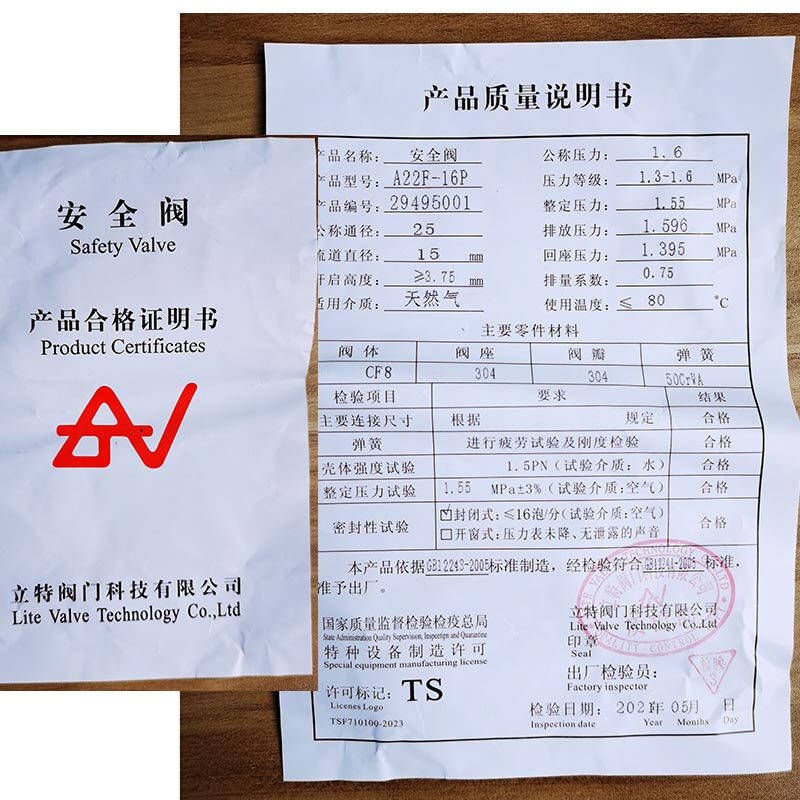 安全阀
Safety Valve
产品合格证明书
Product Certificates
立特阀门科技有限公司
Lite Valve Technology Co.,Ltd
产品质量说明书
产品名称: 安全阀 公称压力: 1.6
产品型号: A22F-16P 压力等级: 1.3-1.6 MPa
产品编号: 29495001 整定压力: 1.55 MPa
公称通径: 25 排放压力: 1.596 MPa
流道直径: 15 mm 回座压力: 1.395 MPa
开启高度: ≥3.75 mm 排量系数: 0.75
适用介质: 天然气 使用温度: ≤ 80 ℃
主要零件材料
阀体 阀座 阀瓣 弹簧
CF8 304 304 50CrVA
检验项目 要求 结果
主要连接尺寸 根据 规定 合格
弹簧 进行疲劳试验及刚度检验 合格
壳体强度试验 1.5PN(试验介质:水) 合格
整定压力试验 1.55 MPa±3%(试验介质:空气) 合格
密封性试验 ☑封闭式:≤16泡/分(试验介质:空气) 合格
□开窗式:压力表未降、无泄露的声音
本产品依据GB12243-2005标准制造，经检验符合GB12241-2005标准，
准予出厂。
国家质量监督检验检疫总局
State Administration Quality Supervision, Inspection and Quarantine
特种设备制造许可
Special equipment manufacturing license
许可标记: TS
Licenes Logo
TSF710100-2023
立特阀门科技有限公司
Lite Valve Technology Co.,Ltd
印章
Seal
QUALITY CONTROL
出厂检验员:
Factory inspector
检验
3
检验日期: 2021年05月 日
Inspection date Year Months Day